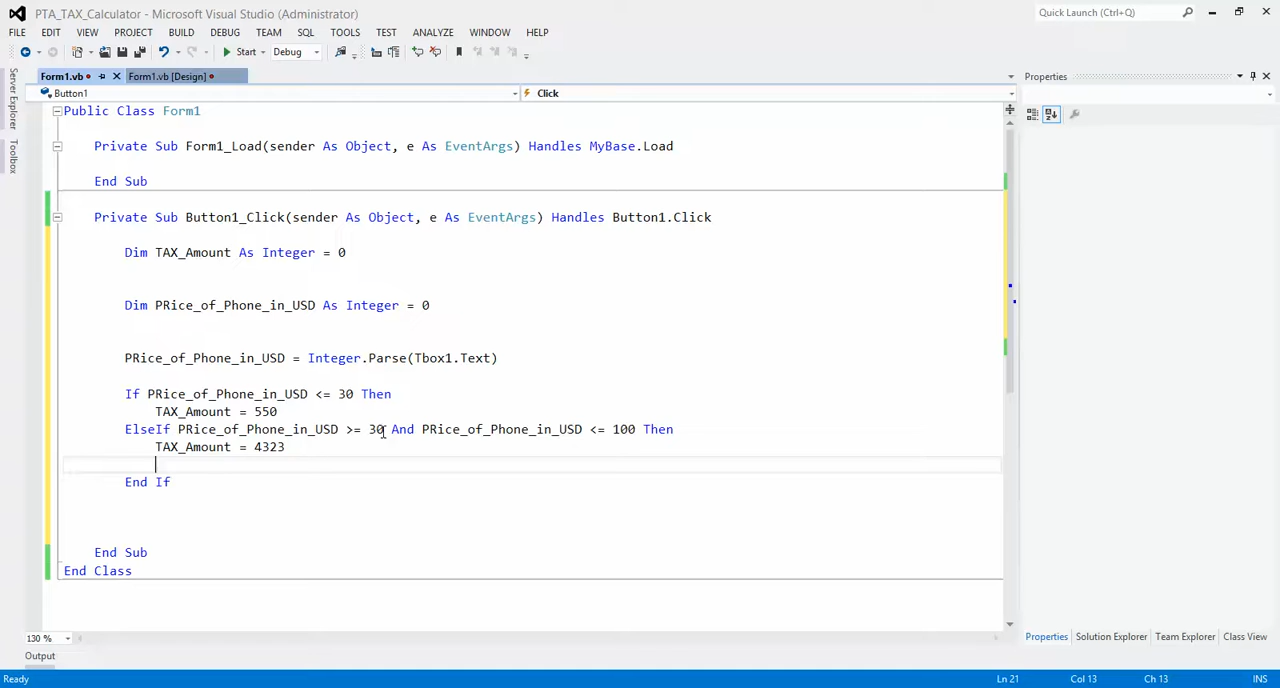 PTA_TAX_Calculator - Microsoft Visual Studio (Administrator)
Quick Launch (Ctrl+Q)
FILE EDIT VIEW PROJECT BUILD DEBUG TEAM SQL TOOLS TEST ANALYZE WINDOW HELP
Start Debug
Form1.vb Form1.vb [Design]
Properties
Button1 Click
Server Explorer
Toolbox
Public Class Form1
Private Sub Form1_Load(sender As Object, e As EventArgs) Handles MyBase.Load
End Sub
Private Sub Button1_Click(sender As Object, e As EventArgs) Handles Button1.Click
Dim TAX_Amount As Integer = 0
Dim PRice_of_Phone_in_USD As Integer = 0
PRice_of_Phone_in_USD = Integer.Parse(Tbox1.Text)
If PRice_of_Phone_in_USD <= 30 Then
TAX_Amount = 550
ElseIf PRice_of_Phone_in_USD >= 30 And PRice_of_Phone_in_USD <= 100 Then
TAX_Amount = 4323
End If
End Sub
End Class
130 %
Properties Solution Explorer Team Explorer Class View
Output
Ready Ln 21 Col 13 Ch 13 INS